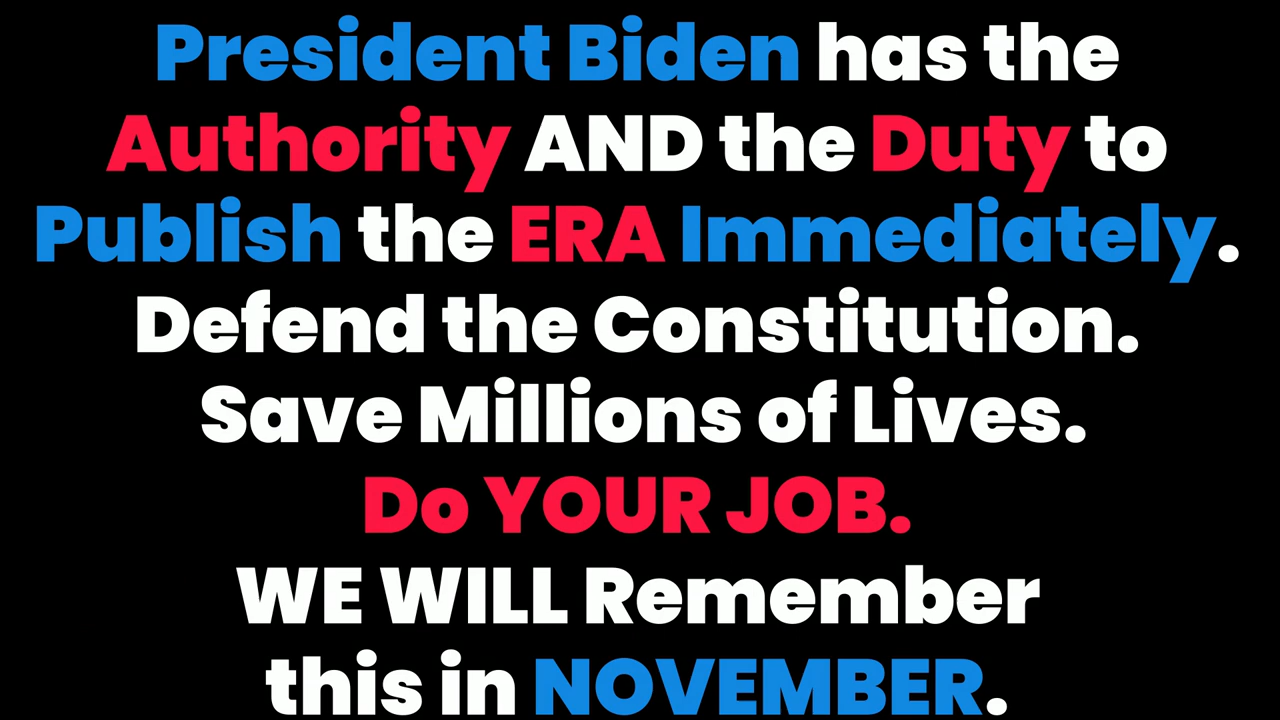 President Biden has the
Authority AND the Duty to
Publish the ERA Immediately.
Defend the Constitution.
Save Millions of Lives.
Do YOUR JOB.
WE WILL Remember
this in NOVEMBER.